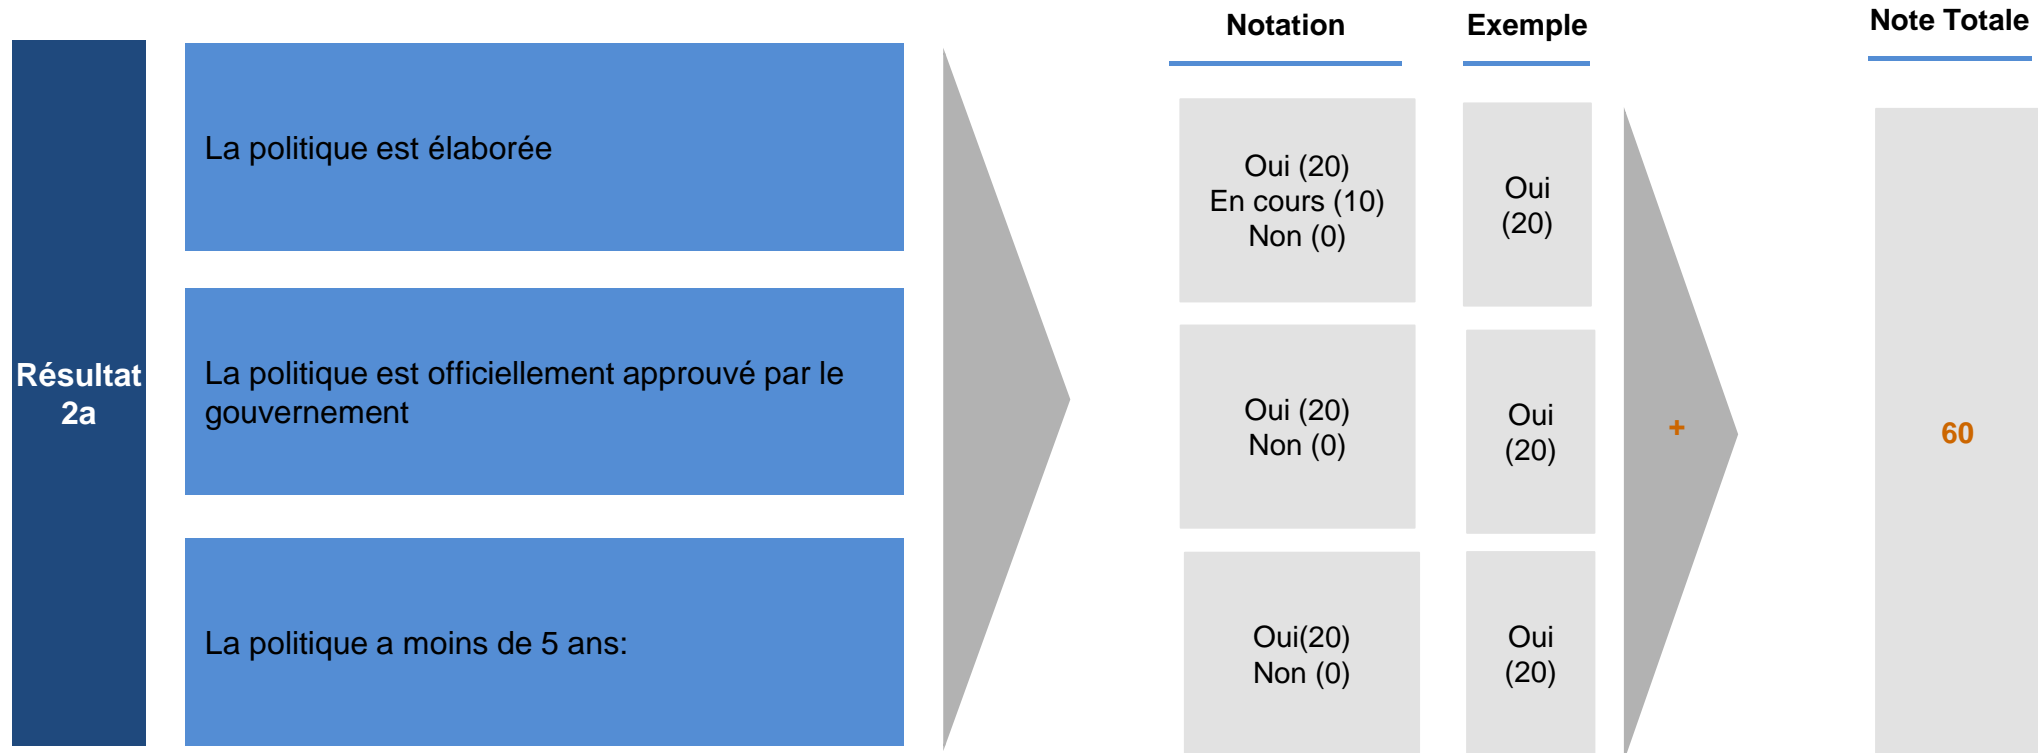 Notation
Exemple
Note Totale
Résultat
2a
La politique est élaborée
Oui (20)
En cours (10)
Non (0)
Oui
(20)
La politique est officiellement approuvé par le
gouvernement
Oui (20)
Non (0)
Oui
(20)
+
60
La politique a moins de 5 ans:
Oui(20)
Non (0)
Oui
(20)